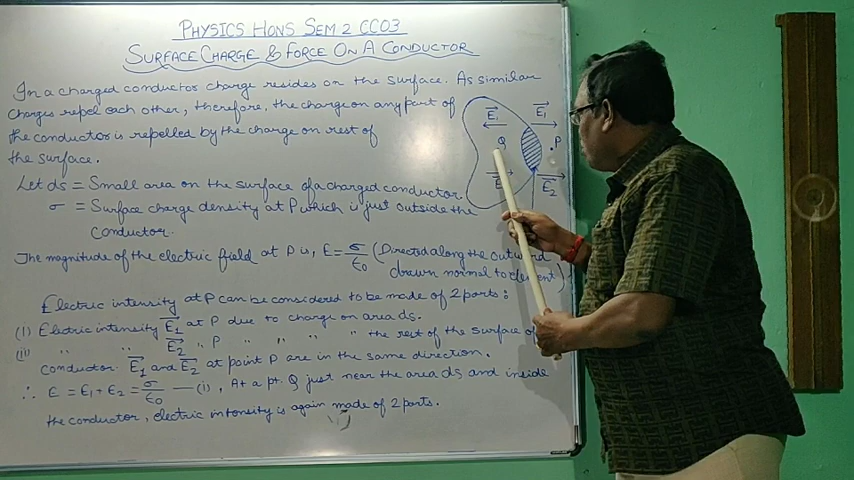 PHYSICS HONS SEM 2 CC03
SURFACE CHARGE & FORCE ON A CONDUCTOR
In a charged conductor charge resides on the surface. As similar
charges repel each other, therefore, the charge on any part of
the conductor is repelled by the charge on rest of
the surface.
Let ds = Small area on the surface of a charged conductor.
σ = Surface charge density at P which is just outside the
conductor.
The magnitude of the electric field at P is, E = σ/ε₀ (Directed along the outward
drawn normal to element)
Electric intensity at P can be considered to be made of 2 parts:
(i) Electric intensity E₁⃗ at P due to charge on area ds.
(ii) " " E₂⃗ " P " " " " the rest of the surface of
conductor. E₁⃗ and E₂⃗ at point P are in the same direction.
∴ E = E₁ + E₂ = σ/ε₀ —(i), At a pt. Q just near the area ds and inside
the conductor, electric intensity is again made of 2 parts.
E₁⃗
E₁⃗
Q
P
E₂⃗